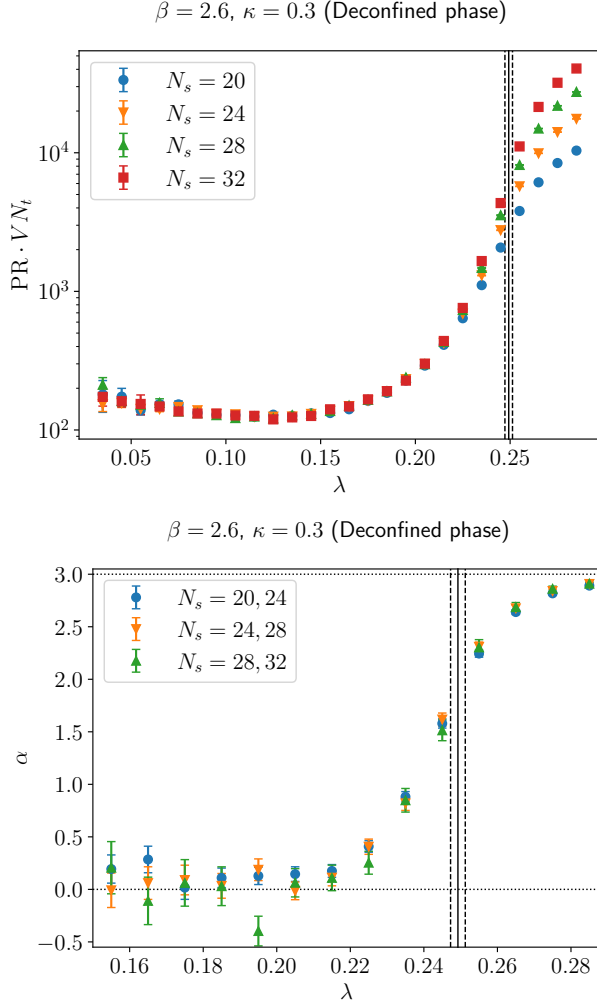 β = 2.6, κ = 0.3 (Deconfined phase)
N_s = 20
N_s = 24
N_s = 28
N_s = 32
PR · V N_t
10^4
10^3
10^2
0.05 0.10 0.15 0.20 0.25
λ
β = 2.6, κ = 0.3 (Deconfined phase)
N_s = 20, 24
N_s = 24, 28
N_s = 28, 32
α
3.0
2.5
2.0
1.5
1.0
0.5
0.0
−0.5
0.16 0.18 0.20 0.22 0.24 0.26 0.28
λ